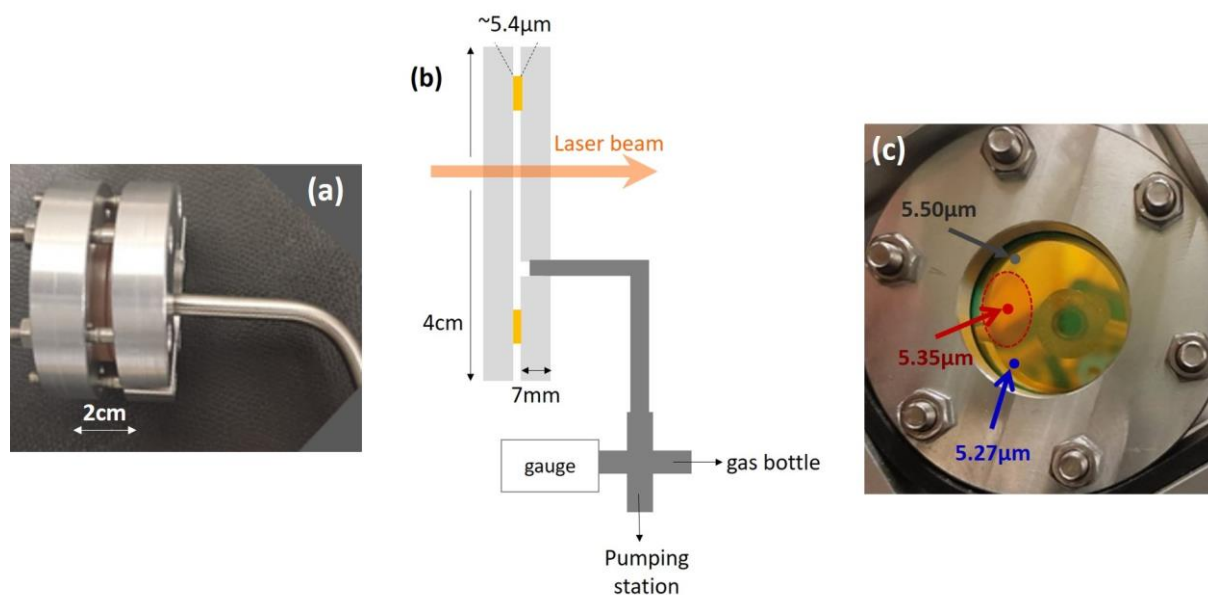 (a)
2cm
~5.4µm
(b)
Laser beam
4cm
7mm
gauge
gas bottle
Pumping
station
(c)
5.50µm
5.35µm
5.27µm